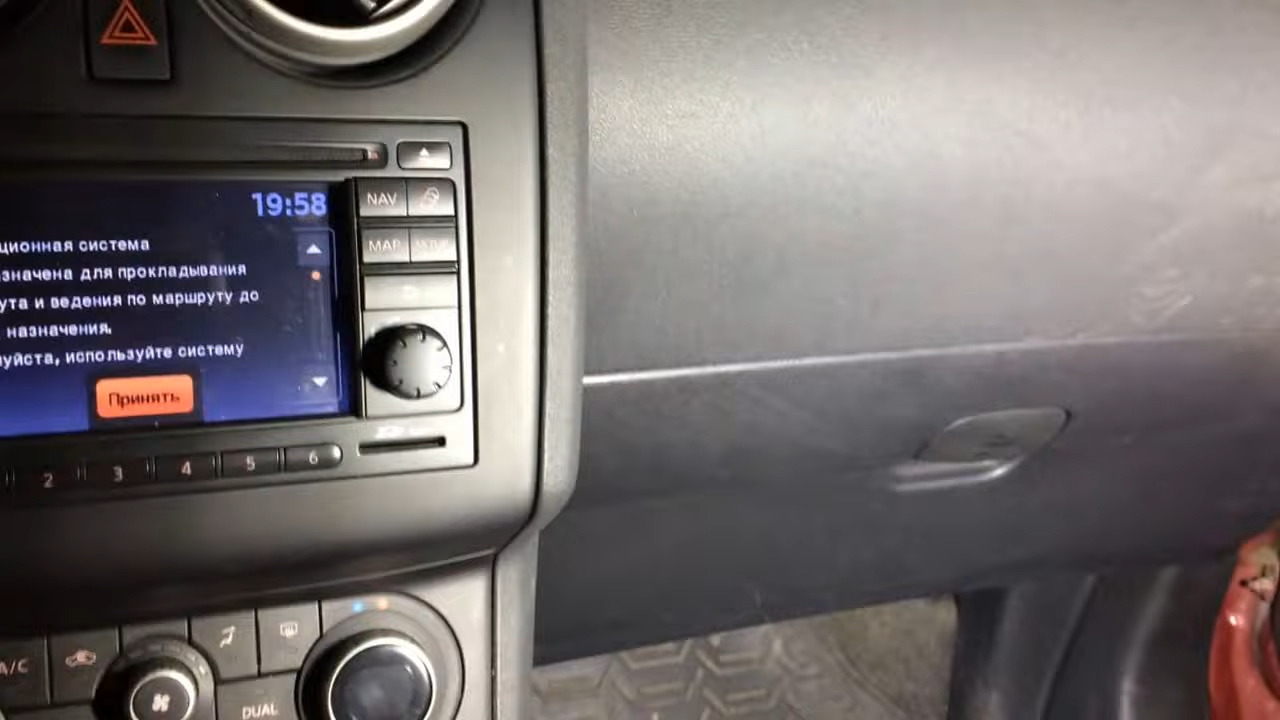 19:58
NAV
ционная система
MAP
SETUP
значена для прокладывания
ута и ведения по маршруту до
назначения.
уйста, используйте систему
Принять
2 3 4 5 6
A/C
DUAL